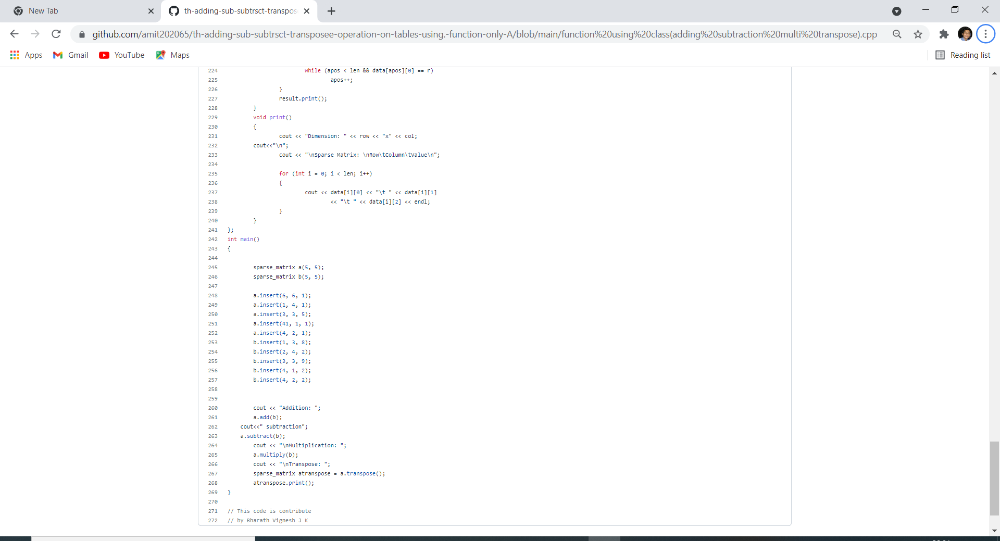 New Tab
th-adding-sub-subtrsct-transpos
github.com/amit202065/th-adding-sub-subtrsct-transposee-operation-on-tables-using.-function-only-A/blob/main/function%20using%20class(adding%20subtraction%20multi%20transpose).cpp
Apps Gmail YouTube Maps Reading list
224 while (apos < len && data[apos][0] == r)
225 apos++;
226 }
227 result.print();
228 }
229 void print()
230 {
231 cout << "Dimension: " << row << "x" << col;
232 cout<<"\n";
233 cout << "\nSparse Matrix: \nRow\tColumn\tValue\n";
234
235 for (int i = 0; i < len; i++)
236 {
237 cout << data[i][0] << "\t " << data[i][1]
238 << "\t " << data[i][2] << endl;
239 }
240 }
241 };
242 int main()
243 {
244
245 sparse_matrix a(5, 5);
246 sparse_matrix b(5, 5);
247
248 a.insert(6, 6, 1);
249 a.insert(1, 4, 1);
250 a.insert(3, 3, 5);
251 a.insert(41, 1, 1);
252 a.insert(4, 2, 1);
253 b.insert(1, 3, 8);
254 b.insert(2, 4, 2);
255 b.insert(3, 3, 9);
256 b.insert(4, 1, 2);
257 b.insert(4, 2, 2);
258
259
260 cout << "Addition: ";
261 a.add(b);
262 cout<<" subtraction";
263 a.subtract(b);
264 cout << "\nMultiplication: ";
265 a.multiply(b);
266 cout << "\nTranspose: ";
267 sparse_matrix atranspose = a.transpose();
268 atranspose.print();
269 }
270
271 // This code is contribute
272 // by Bharath Vignesh J K